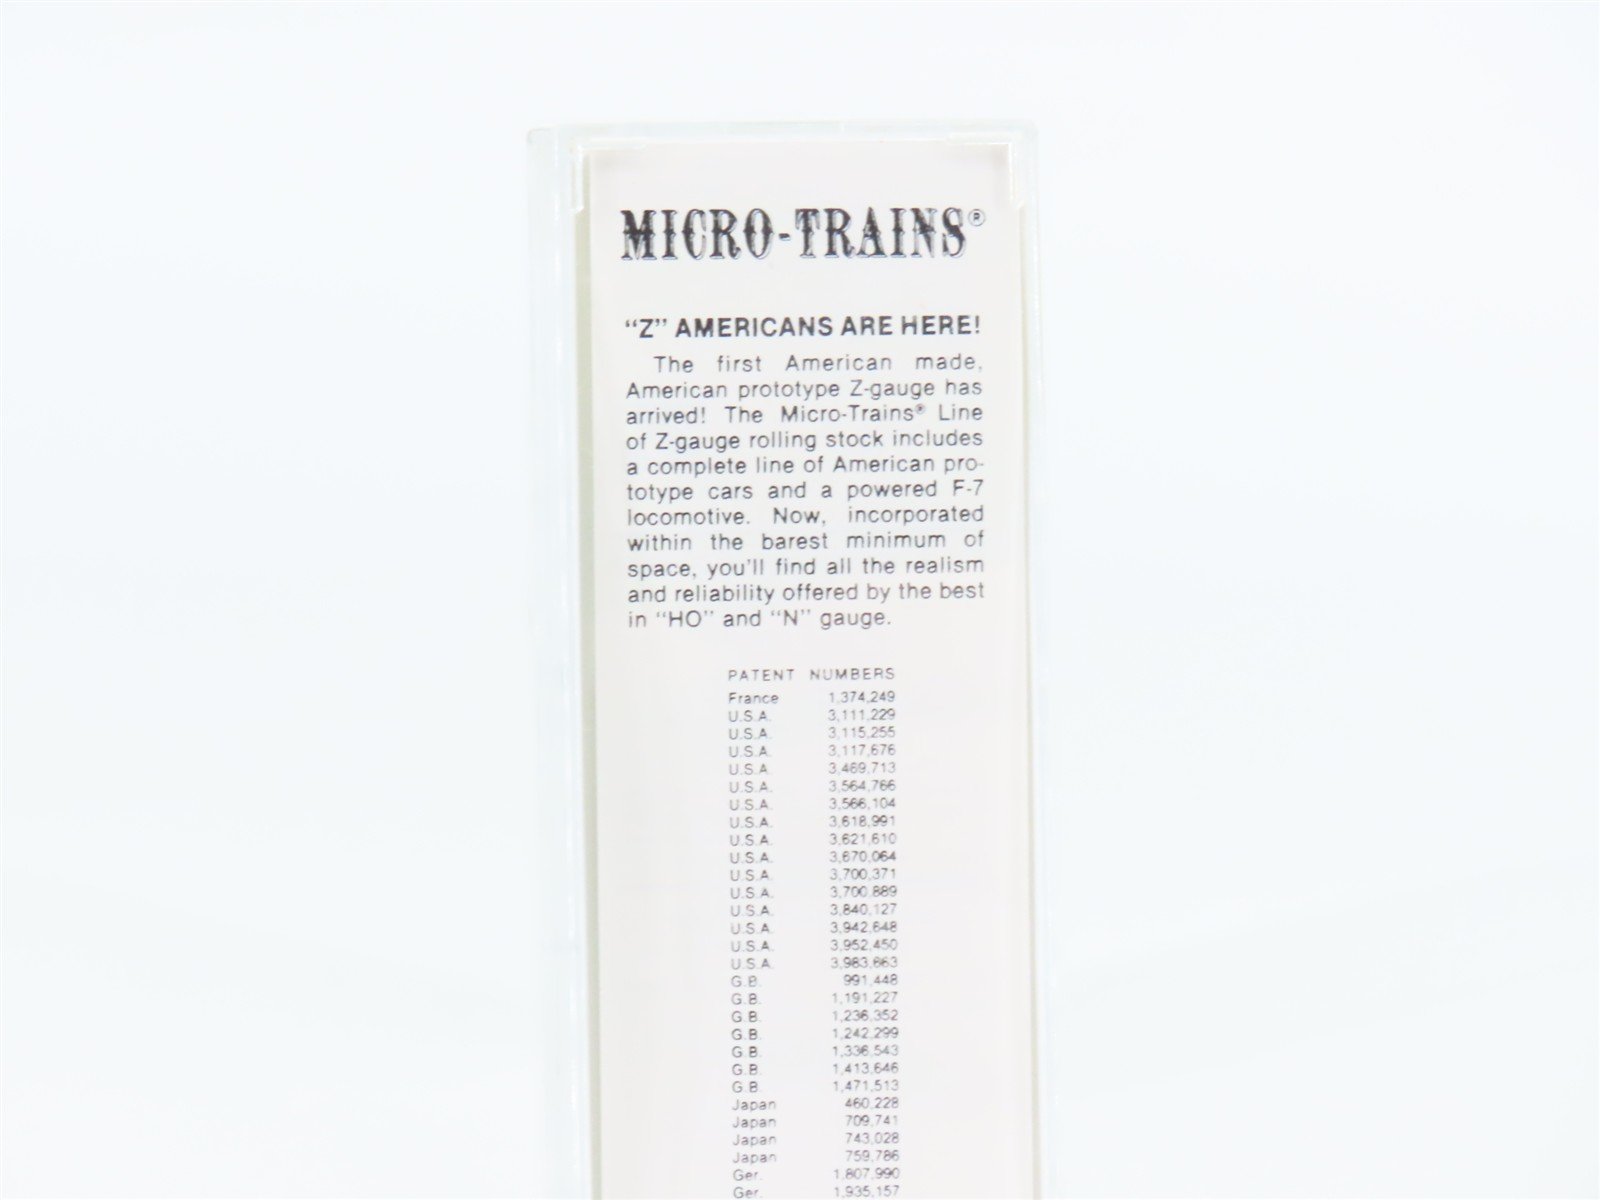 MICRO-TRAINS®
“Z” AMERICANS ARE HERE!
The first American made,
American prototype Z-gauge has
arrived! The Micro-Trains® Line
of Z-gauge rolling stock includes
a complete line of American pro-
totype cars and a powered F-7
locomotive. Now, incorporated
within the barest minimum of
space, you'll find all the realism
and reliability offered by the best
in “HO” and “N” gauge.
PATENT NUMBERS
France 1,374,249
U.S.A. 3,111,229
U.S.A. 3,115,255
U.S.A. 3,117,676
U.S.A. 3,469,713
U.S.A. 3,564,766
U.S.A. 3,566,104
U.S.A. 3,618,991
U.S.A. 3,621,610
U.S.A. 3,670,064
U.S.A. 3,700,371
U.S.A. 3,700,889
U.S.A. 3,840,127
U.S.A. 3,942,648
U.S.A. 3,952,450
U.S.A. 3,983,663
G.B. 991,448
G.B. 1,191,227
G.B. 1,236,352
G.B. 1,242,299
G.B. 1,336,543
G.B. 1,413,646
G.B. 1,471,513
Japan 460,228
Japan 709,741
Japan 743,028
Japan 759,786
Ger. 1,807,990
Ger. 1,935,157